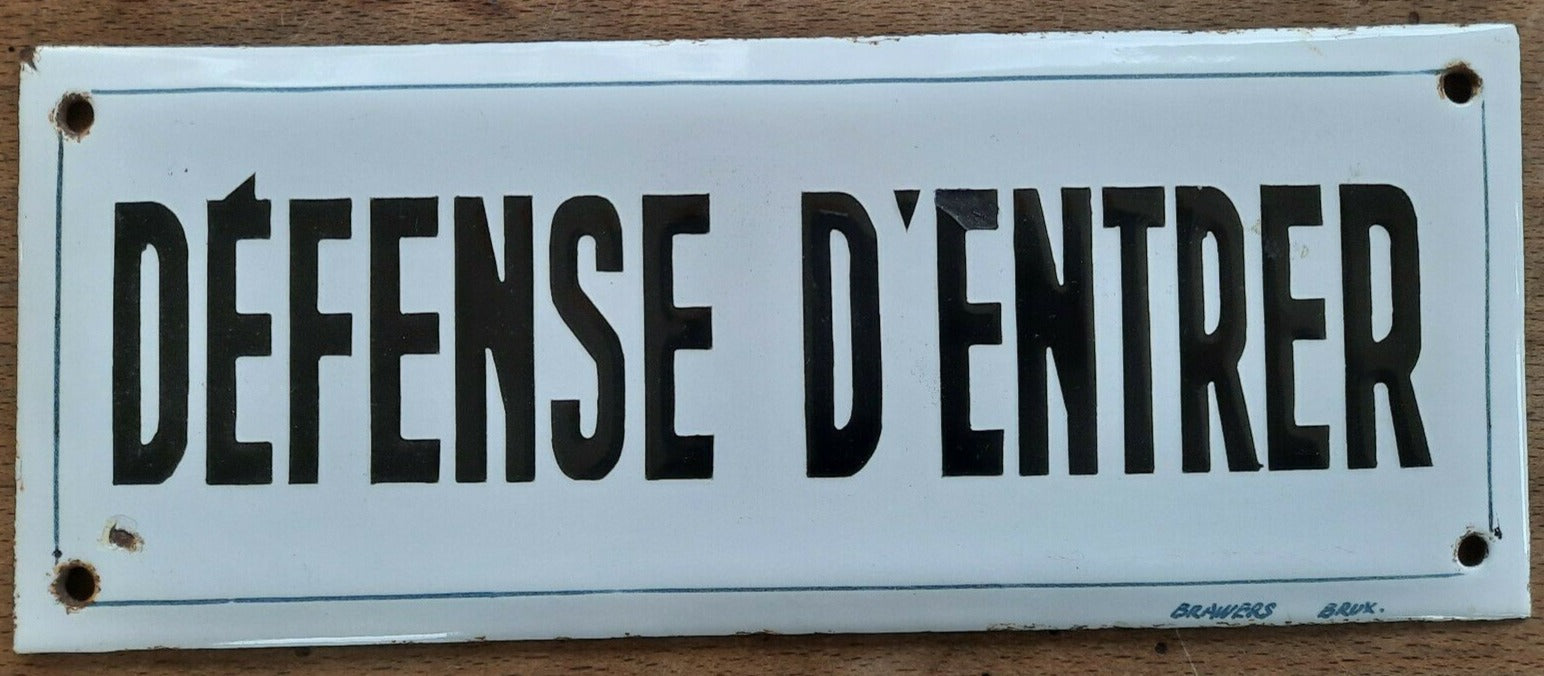 DÉFENSE D'ENTRER
BRAWERS BRUX.